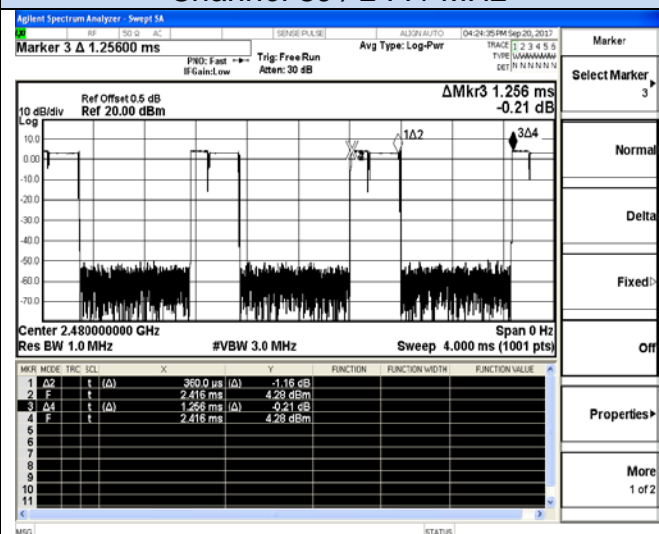 Agilent Spectrum Analyzer - Swept SA
RF 50 Ω AC SENSE:PULSE ALIGN AUTO 04:24:35 PM Sep 20, 2017
Marker 3 Δ 1.25600 ms
PNO: Fast Trig: Free Run Avg Type: Log-Pwr TRACE 1 2 3 4 5 6
TYPE
IFGain:Low Atten: 30 dB DET N N N N N N
Ref Offset 0.5 dB ΔMkr3 1.256 ms
10 dB/div Ref 20.00 dBm -0.21 dB
Log
10.0
0.00
-10.0
-20.0
-30.0
-40.0
-50.0
-60.0
-70.0
1Δ2
3Δ4
Center 2.480000000 GHz Span 0 Hz
Res BW 1.0 MHz #VBW 3.0 MHz Sweep 4.000 ms (1001 pts)
MKR MODE TRC SCL X Y FUNCTION FUNCTION WIDTH FUNCTION VALUE
1 Δ2 t (Δ) 360.0 µs (Δ) -1.16 dB
2 F t 2.416 ms 4.28 dBm
3 Δ4 t (Δ) 1.256 ms (Δ) -0.21 dB
4 F t 2.416 ms 4.28 dBm
5
6
7
8
9
10
11
MSG STATUS
Marker
Select Marker
3
Normal
Delta
Fixed
Off
Properties
More
1 of 2